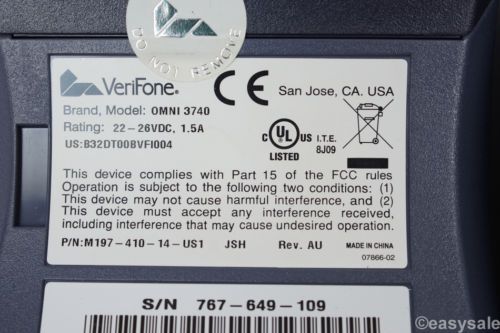 DO NOT REMOVE
VeriFone.
CE
San Jose, CA. USA
Brand, Model: OMNI 3740
Rating: 22-26VDC, 1.5A
US:B32DT00BVFI004
C UL US
LISTED
I.T.E.
8J09
This device complies with Part 15 of the FCC rules
Operation is subject to the following two conditions: (1)
This device may not cause harmful interference, and (2)
This device must accept any interference received,
including interference that may cause undesired operation.
P/N:M197-410-14-US1 JSH Rev. AU MADE IN CHINA
07866-02
S/N 767-649-109
©easysale